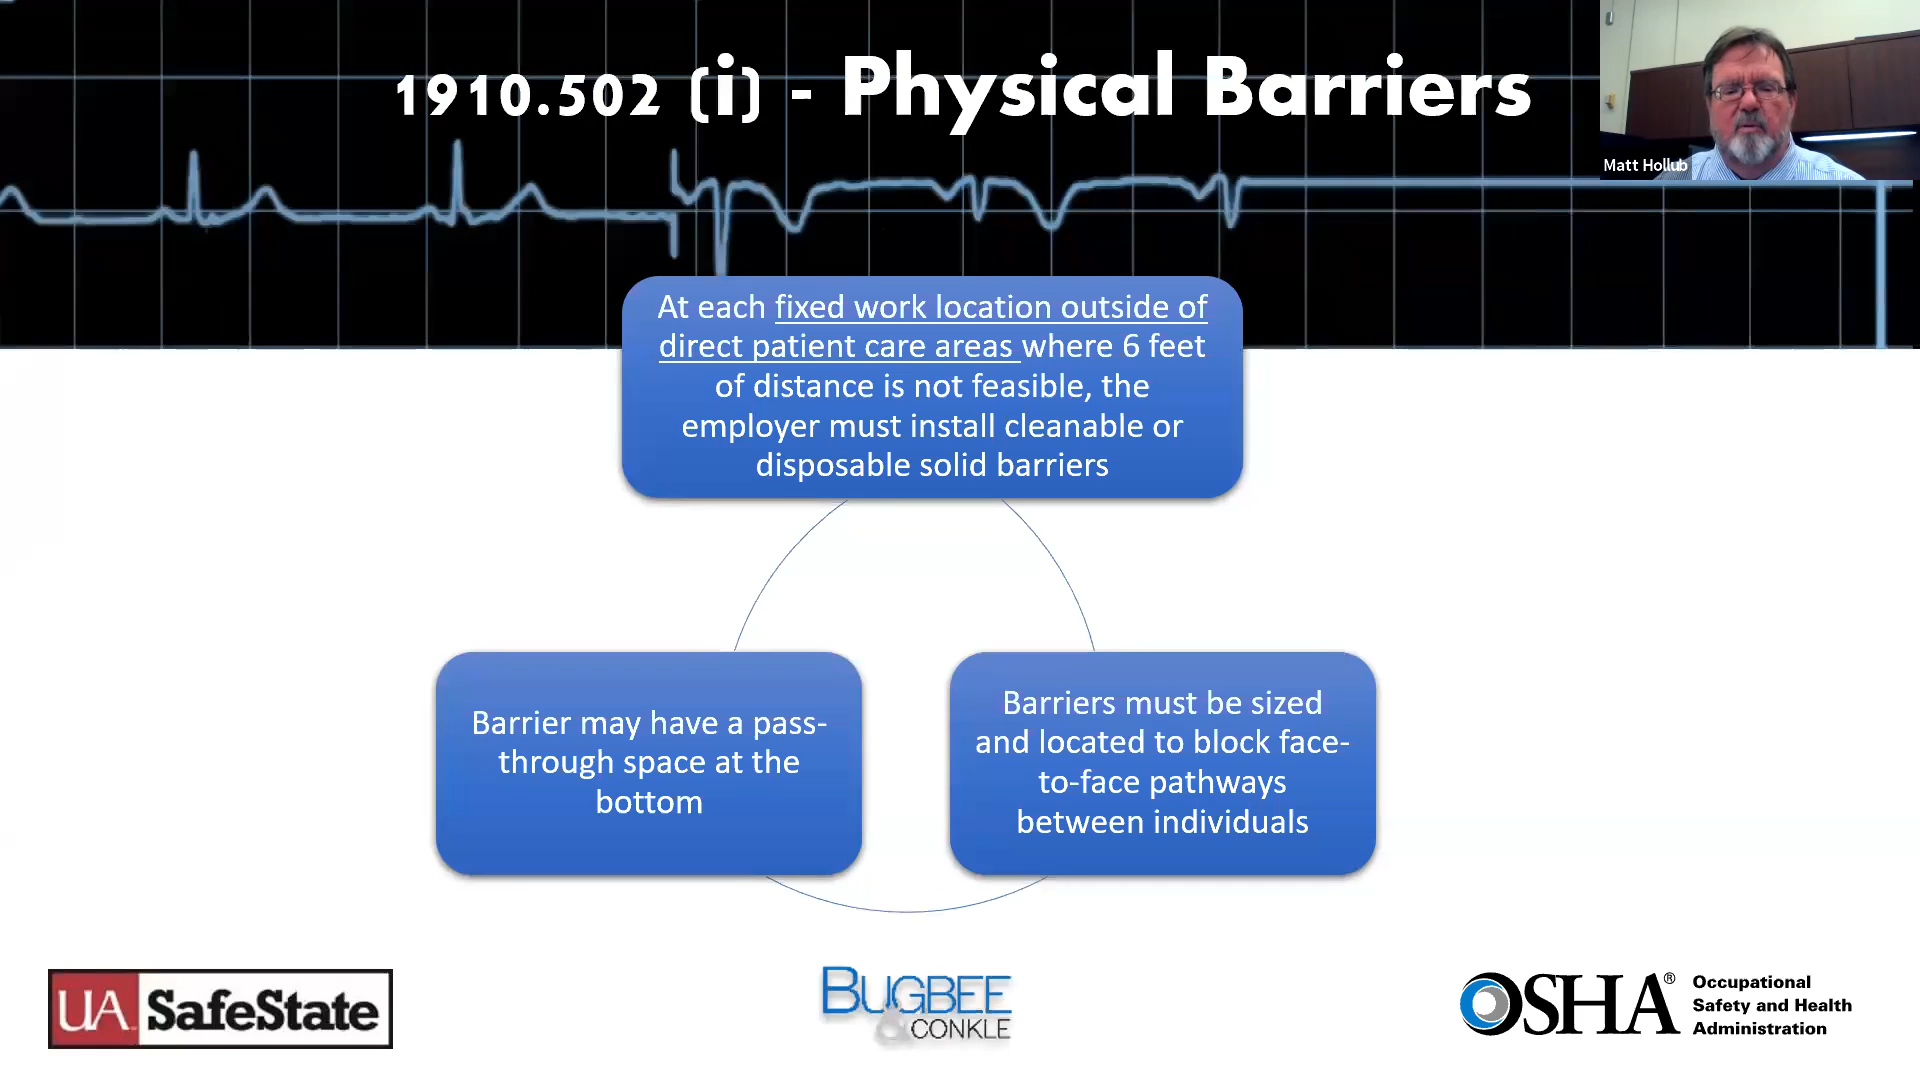 1910.502 (i) - Physical Barriers
Matt Hollub
At each fixed work location outside of
direct patient care areas where 6 feet
of distance is not feasible, the
employer must install cleanable or
disposable solid barriers
Barrier may have a pass-
through space at the
bottom
Barriers must be sized
and located to block face-
to-face pathways
between individuals
UA SafeState
BUGBEE
& CONKLE
OSHA®
Occupational
Safety and Health
Administration